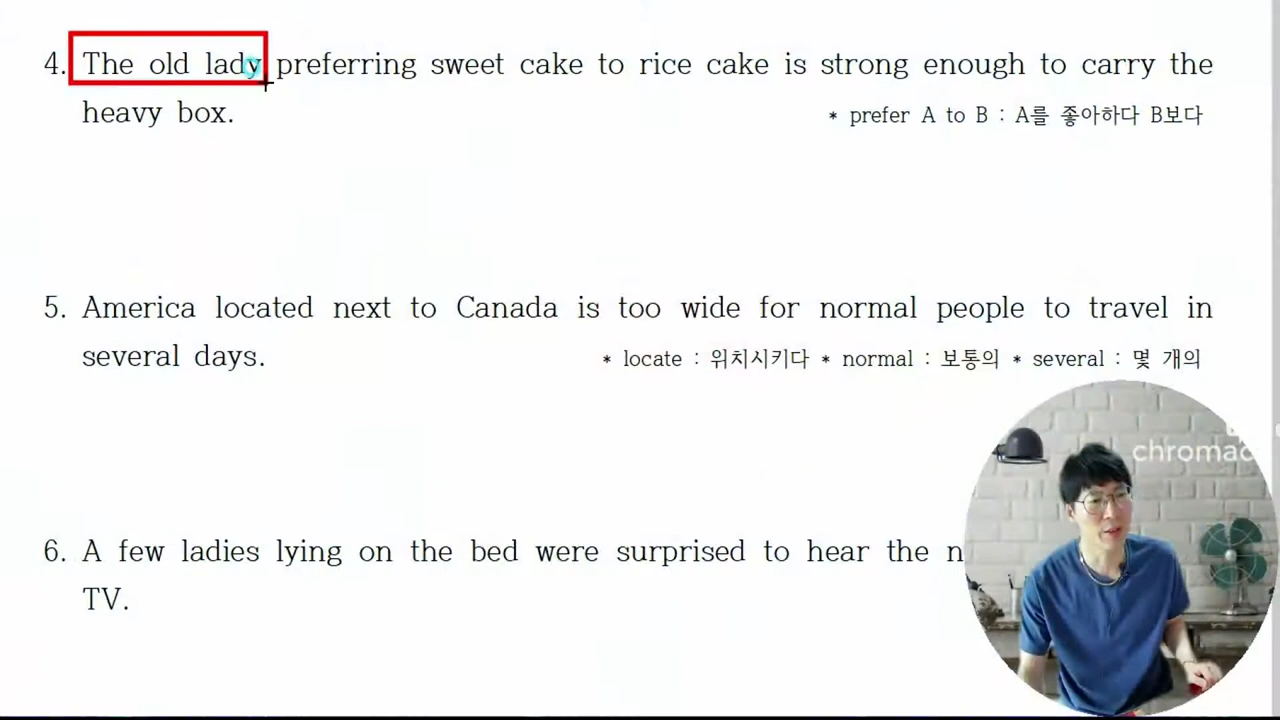 4. The old lady preferring sweet cake to rice cake is strong enough to carry the
heavy box.
* prefer A to B : A를 좋아하다 B보다
5. America located next to Canada is too wide for normal people to travel in
several days.
* locate : 위치시키다 * normal : 보통의 * several : 몇 개의
chromac
6. A few ladies lying on the bed were surprised to hear the
TV.